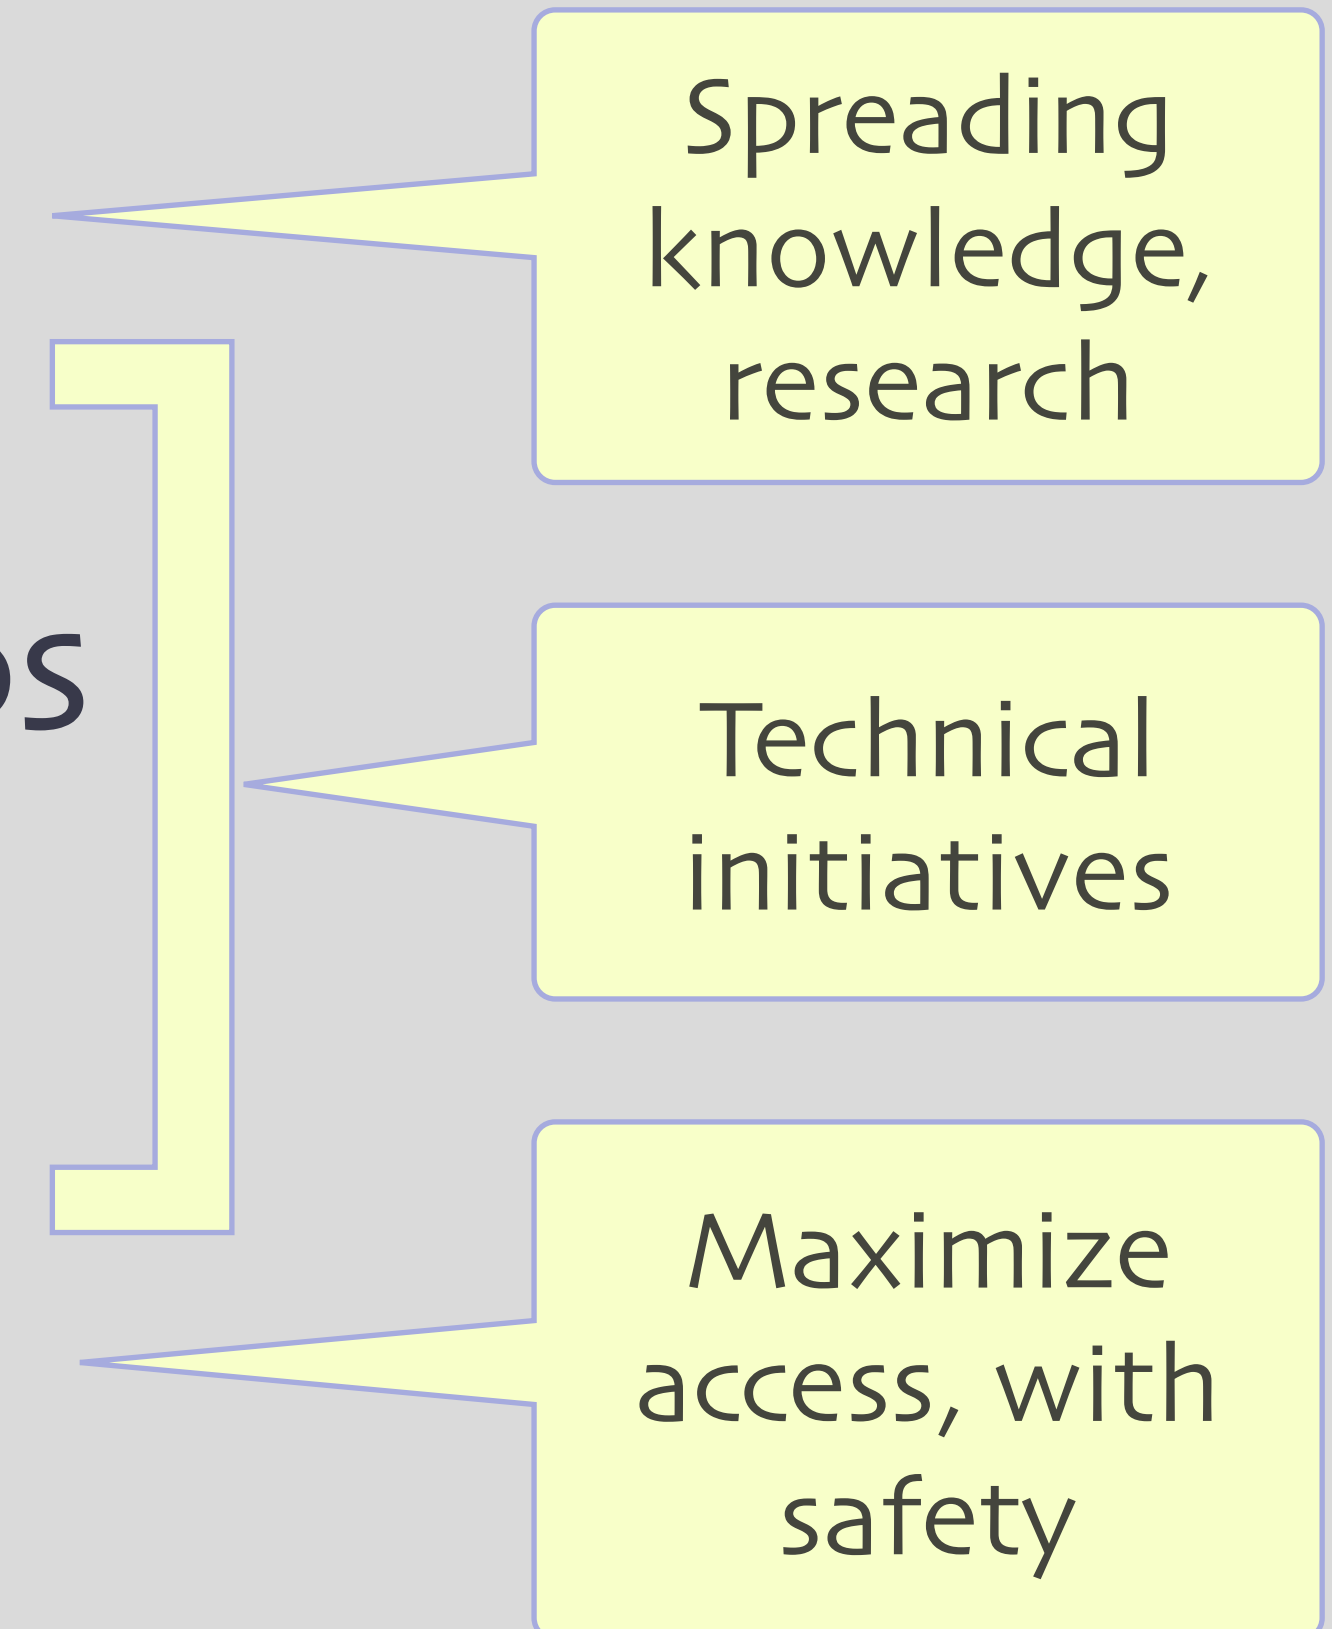 Spreading
knowledge,
research
Technical
initiatives
Maximize
access, with
safety